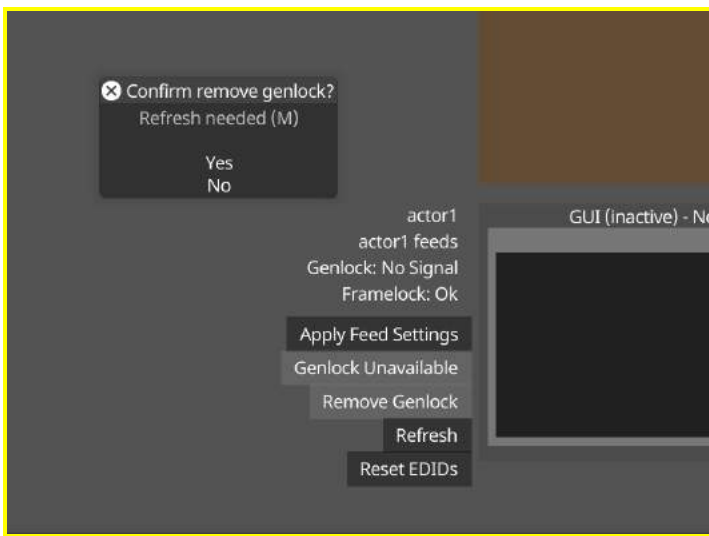 Confirm remove genlock?
Refresh needed (M)
Yes
No
actor1
GUI (inactive) - 
actor1 feeds
Genlock: No Signal
Framelock: Ok
Apply Feed Settings
Genlock Unavailable
Remove Genlock
Refresh
Reset EDIDs